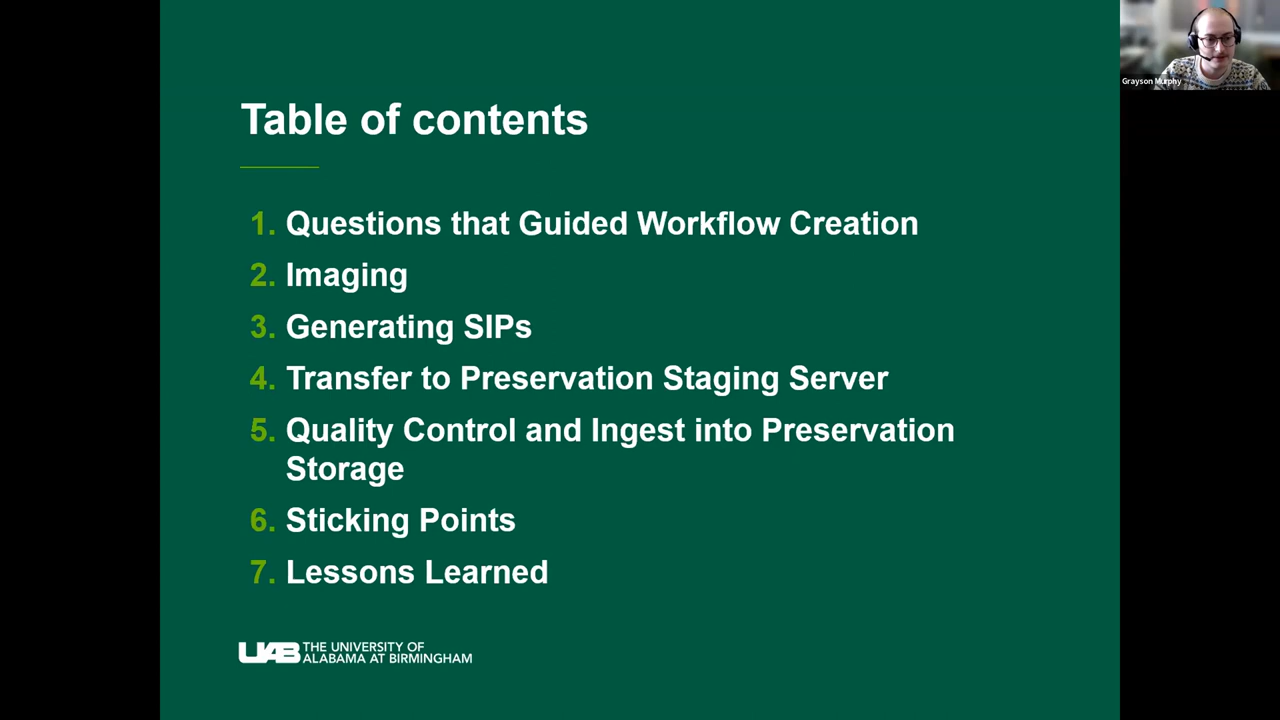 Table of contents
1. Questions that Guided Workflow Creation
2. Imaging
3. Generating SIPs
4. Transfer to Preservation Staging Server
5. Quality Control and Ingest into Preservation
Storage
6. Sticking Points
7. Lessons Learned
UAB THE UNIVERSITY OF
ALABAMA AT BIRMINGHAM
Grayson Murphy